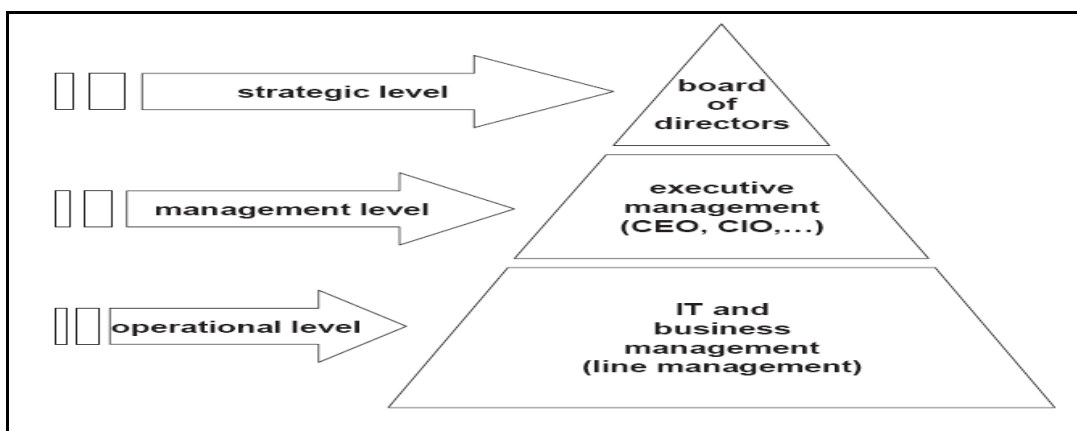 strategic level
board
of
directors
management level
executive
management
(CEO, CIO,...)
operational level
IT and
business
management
(line management)